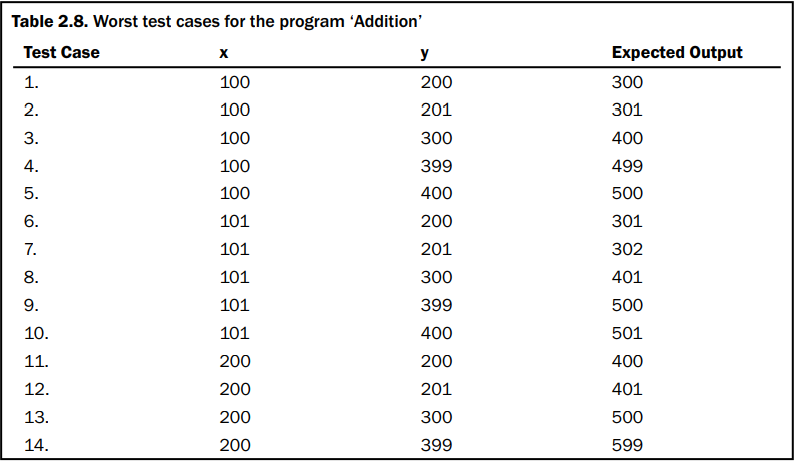 Table 2.8. Worst test cases for the program ‘Addition’
Test Case x y Expected Output
1. 100 200 300
2. 100 201 301
3. 100 300 400
4. 100 399 499
5. 100 400 500
6. 101 200 301
7. 101 201 302
8. 101 300 401
9. 101 399 500
10. 101 400 501
11. 200 200 400
12. 200 201 401
13. 200 300 500
14. 200 399 599